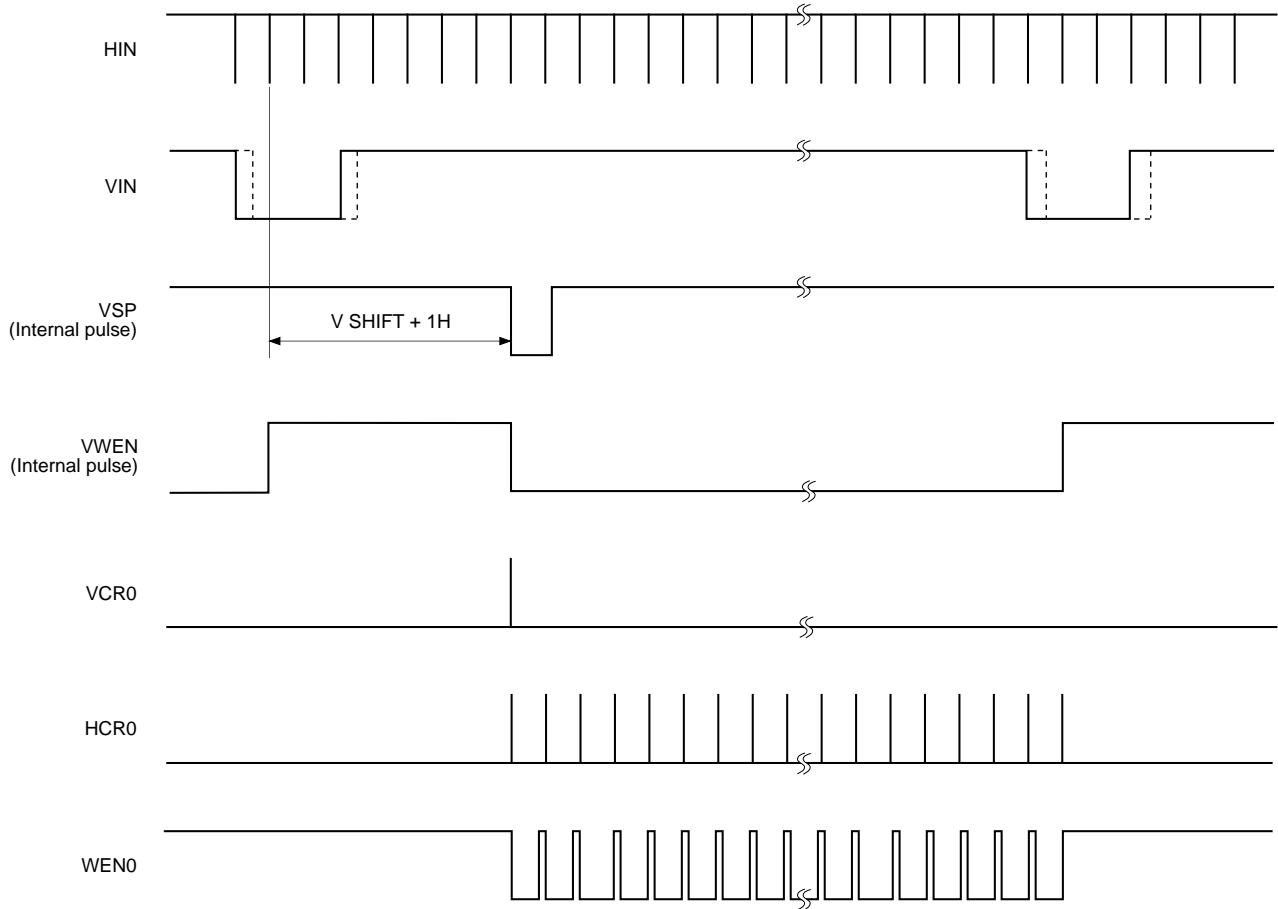 HIN
VIN
VSP
(Internal pulse)
V SHIFT + 1H
VWEN
(Internal pulse)
VCR0
HCR0
WEN0